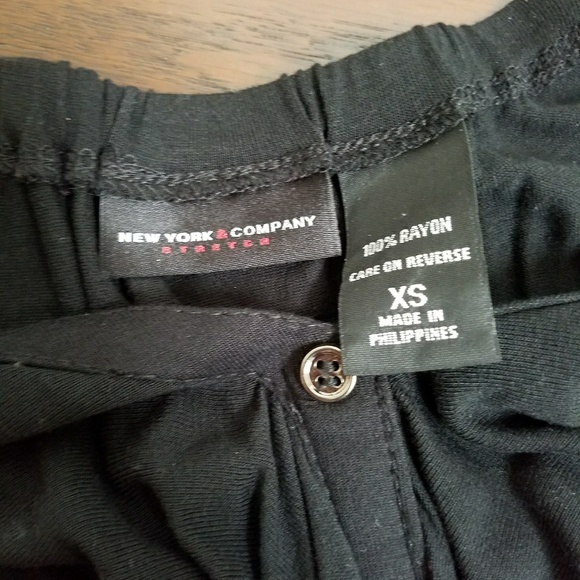 NEW YORK & COMPANY
STRETCH
100% RAYON
CARE ON REVERSE
XS
MADE IN
PHILIPPINES